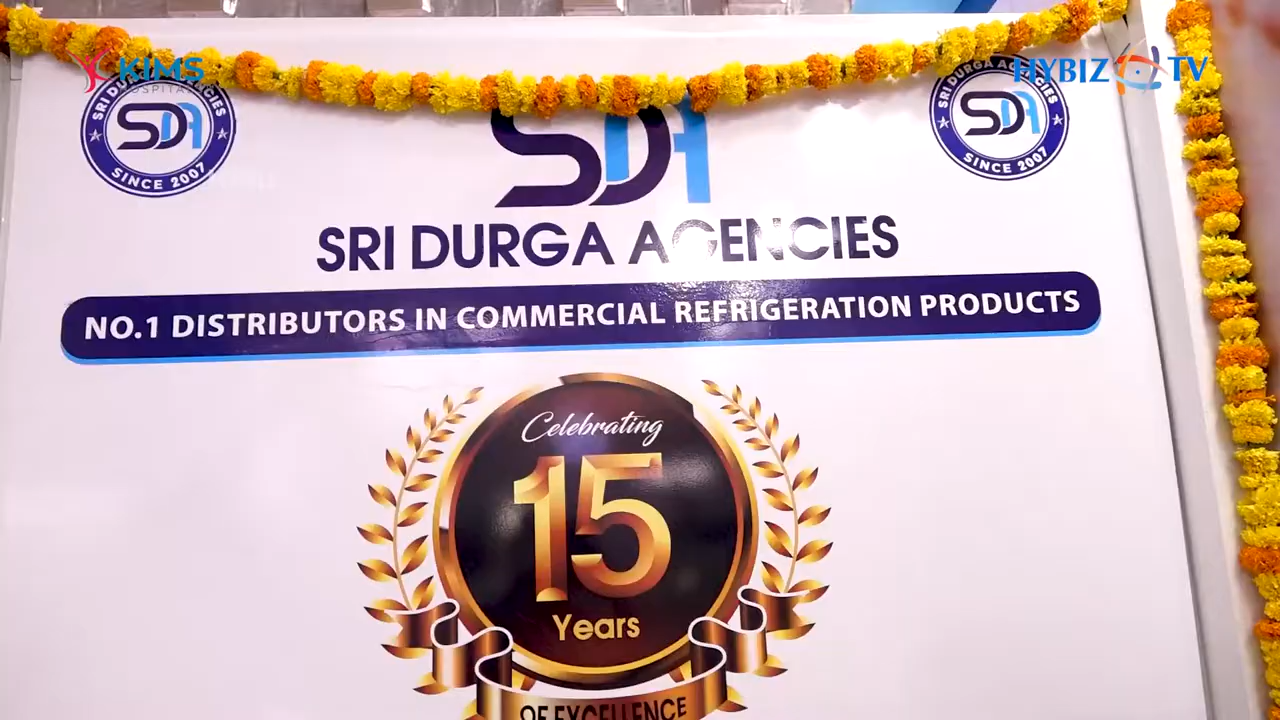 KIMS
HOSPITALS
HYBIZ TV
SRI DURGA AGENCIES
SDA
SINCE 2007
SDA
SRI DURGA AGENCIES
SDA
SINCE 2007
SRI DURGA AGENCIES
NO.1 DISTRIBUTORS IN COMMERCIAL REFRIGERATION PRODUCTS
Celebrating
15
Years
OF EXCELLENCE